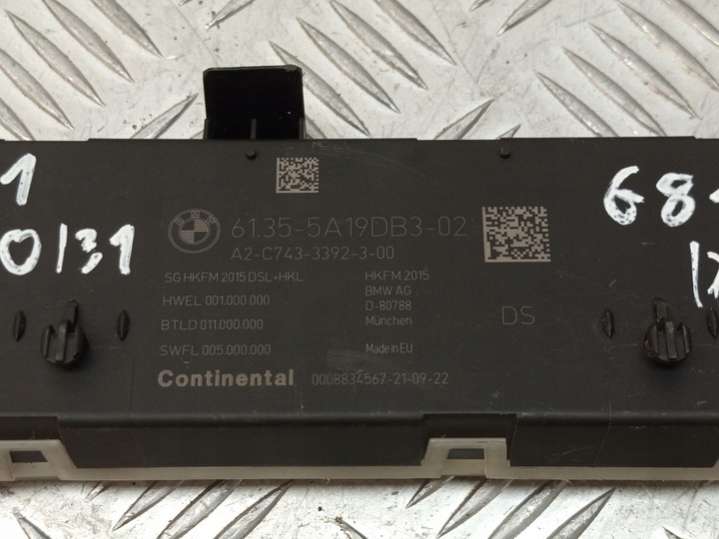 1
0131
68
61.35-5A19DB3-02
A2-C743-3392-3-00
SG HKFM 2015 DSL+HKL
HWEL 001.000.000
BTLD 011.000.000
SWFL 005.000.000
HKFM 2015
BMW AG
D-80788
München
Made in EU
DS
Continental 0008834567-21-09-22